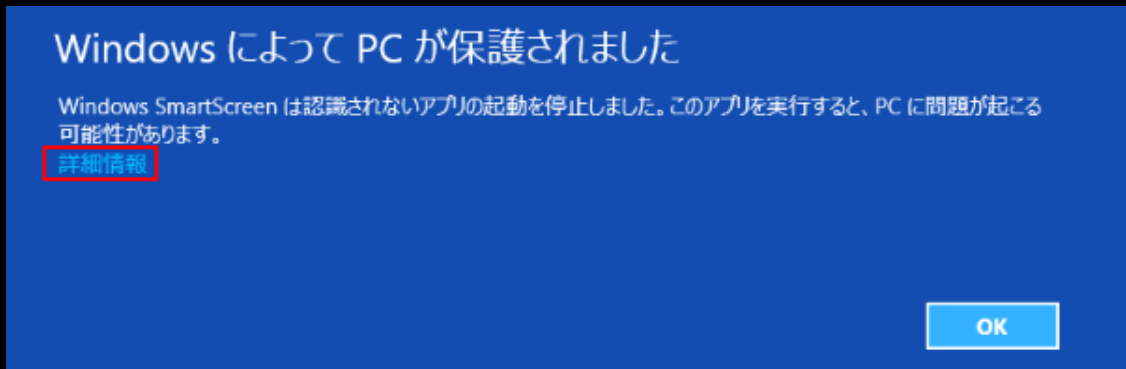 Windows によって PC が保護されました
Windows SmartScreen は認識されないアプリの起動を停止しました。このアプリを実行すると、PC に問題が起こる
可能性があります。
詳細情報
OK